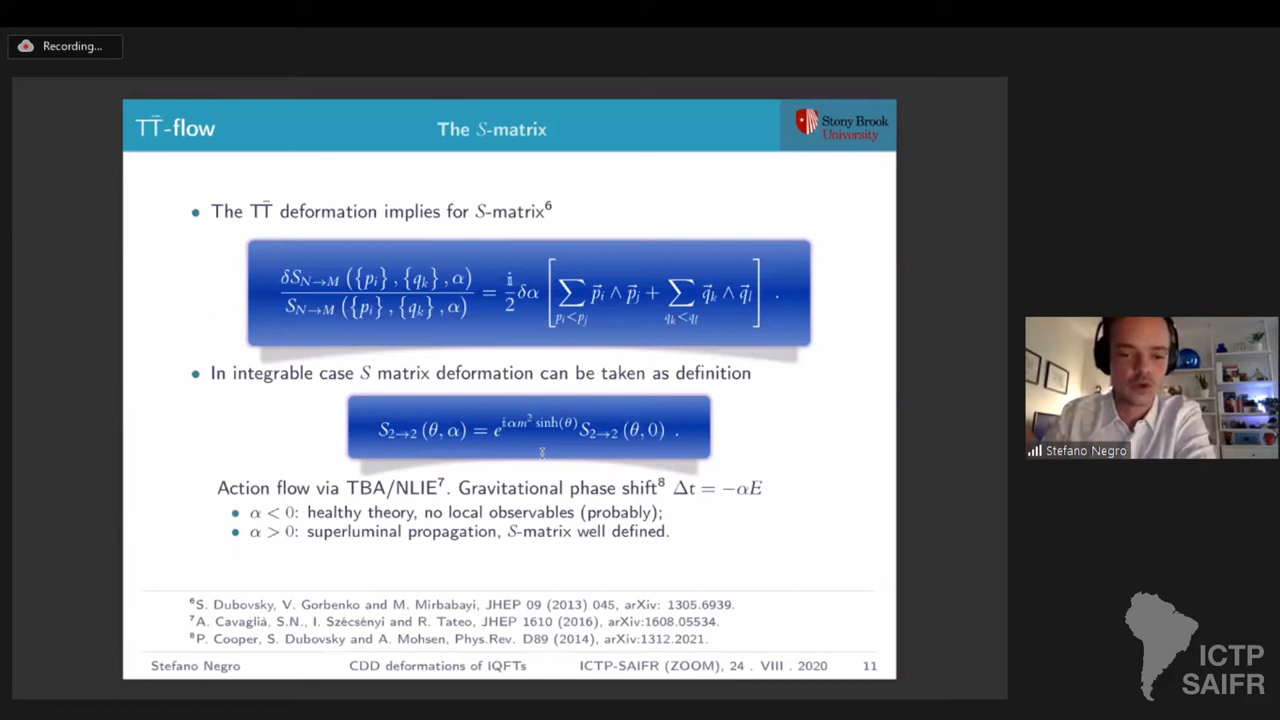 Recording...
TT̄-flow
The S-matrix
Stony Brook
University
• The TT̄ deformation implies for S-matrix⁶
δS_{N→M} ({p_i} , {q_k} , α) / S_{N→M} ({p_i} , {q_k} , α) = i/2 δα [ ∑_{p_i<p_j} p⃗_i ∧ p⃗_j + ∑_{q_k<q_l} q⃗_k ∧ q⃗_l ] .
• In integrable case S matrix deformation can be taken as definition
S_{2→2} (θ, α) = e^{iαm² sinh(θ)} S_{2→2} (θ, 0) .
Action flow via TBA/NLIE⁷. Gravitational phase shift⁸ Δt = −αE
• α < 0: healthy theory, no local observables (probably);
• α > 0: superluminal propagation, S-matrix well defined.
⁶S. Dubovsky, V. Gorbenko and M. Mirbabayi, JHEP 09 (2013) 045, arXiv: 1305.6939.
⁷A. Cavaglià, S.N., I. Szécsényi and R. Tateo, JHEP 1610 (2016), arXiv:1608.05534.
⁸P. Cooper, S. Dubovsky and A. Mohsen, Phys.Rev. D89 (2014), arXiv:1312.2021.
Stefano Negro CDD deformations of IQFTs ICTP-SAIFR (ZOOM), 24 . VIII . 2020 11
Stefano Negro
ICTP
SAIFR